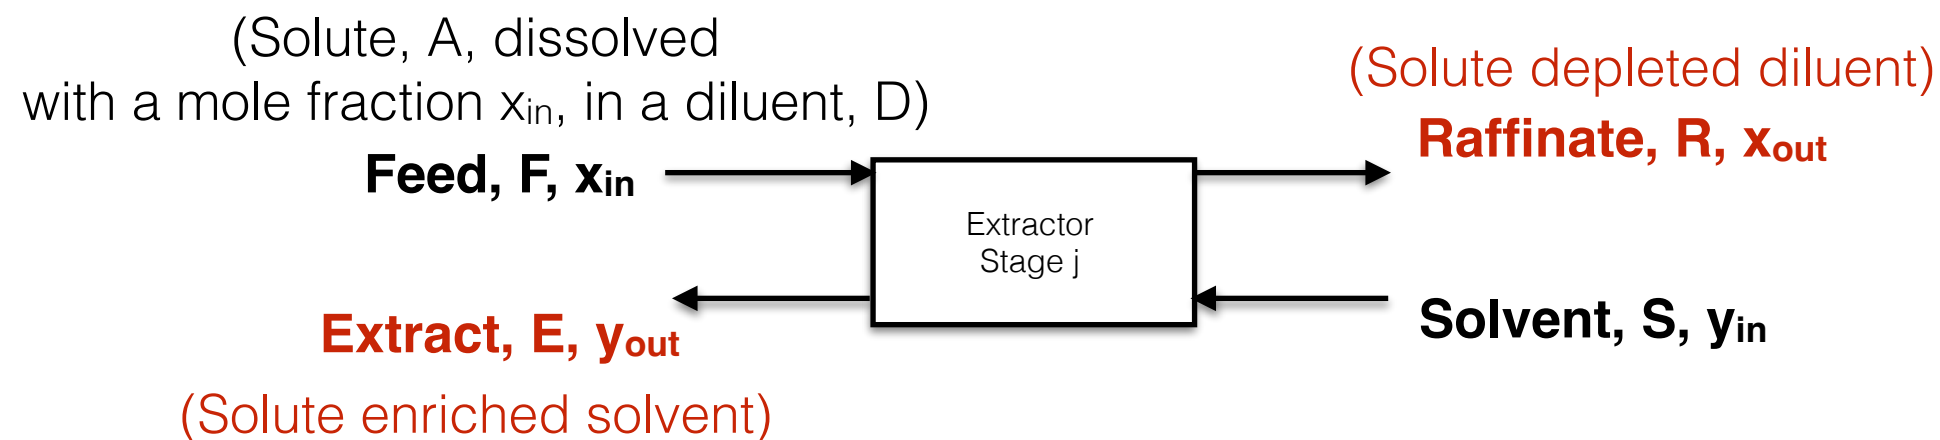 (Solute, A, dissolved
with a mole fraction xin, in a diluent, D)
Feed, F, xin
(Solute depleted diluent)
Raffinate, R, xout
Extractor
Stage j
Extract, E, yout
(Solute enriched solvent)
Solvent, S, yin